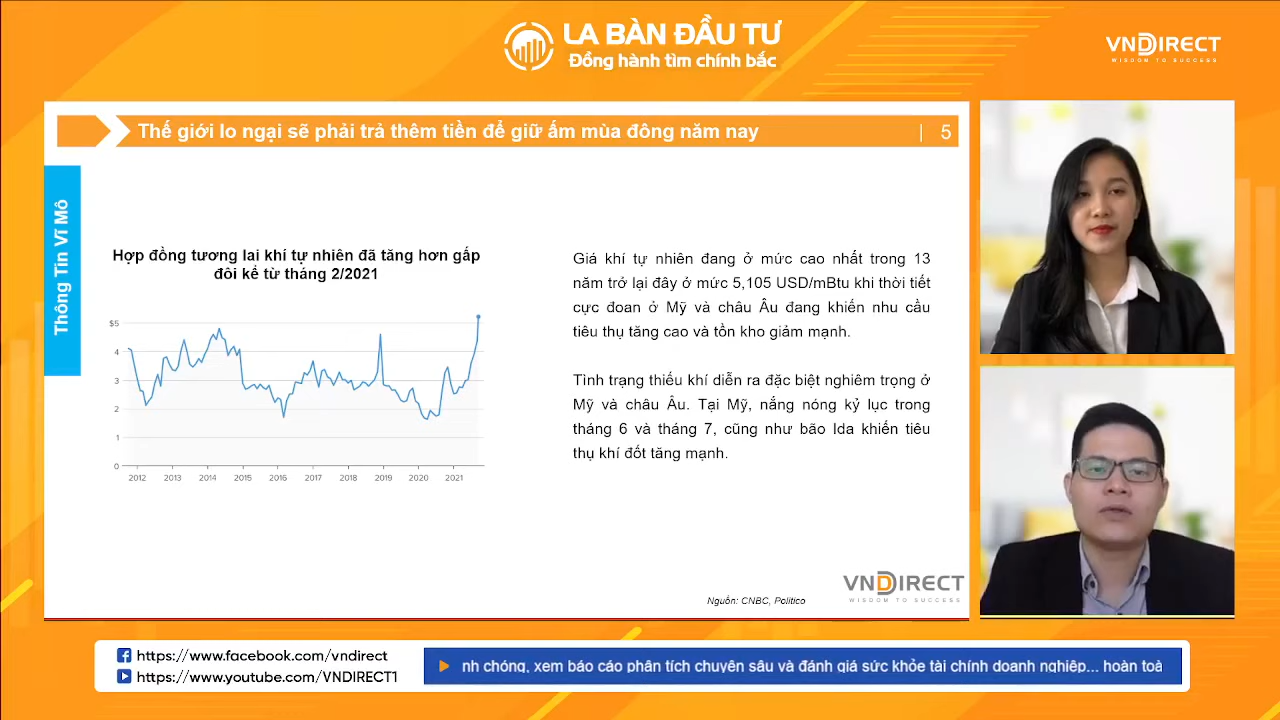 LA BÀN ĐẦU TƯ
Đồng hành tìm chính bắc
VNDIRECT
WISDOM TO SUCCESS
Thế giới lo ngại sẽ phải trả thêm tiền để giữ ấm mùa đông năm nay
| 5
Thông Tin Vĩ Mô
Hợp đồng tương lai khí tự nhiên đã tăng hơn gấp
đôi kể từ tháng 2/2021
$5
4
3
2
1
0
2012 2013 2014 2015 2016 2017 2018 2019 2020 2021
Giá khí tự nhiên đang ở mức cao nhất trong 13
năm trở lại đây ở mức 5,105 USD/mBtu khi thời tiết
cực đoan ở Mỹ và châu Âu đang khiến nhu cầu
tiêu thụ tăng cao và tồn kho giảm mạnh.
Tình trạng thiếu khí diễn ra đặc biệt nghiêm trọng ở
Mỹ và châu Âu. Tại Mỹ, nắng nóng kỷ lục trong
tháng 6 và tháng 7, cũng như bão Ida khiến tiêu
thụ khí đốt tăng mạnh.
VNDIRECT
WISDOM TO SUCCESS
Nguồn: CNBC, Politico
https://www.facebook.com/vndirect
https://www.youtube.com/VNDIRECT1
nh chóng, xem báo cáo phân tích chuyên sâu và đánh giá sức khỏe tài chính doanh nghiệp... hoàn toà